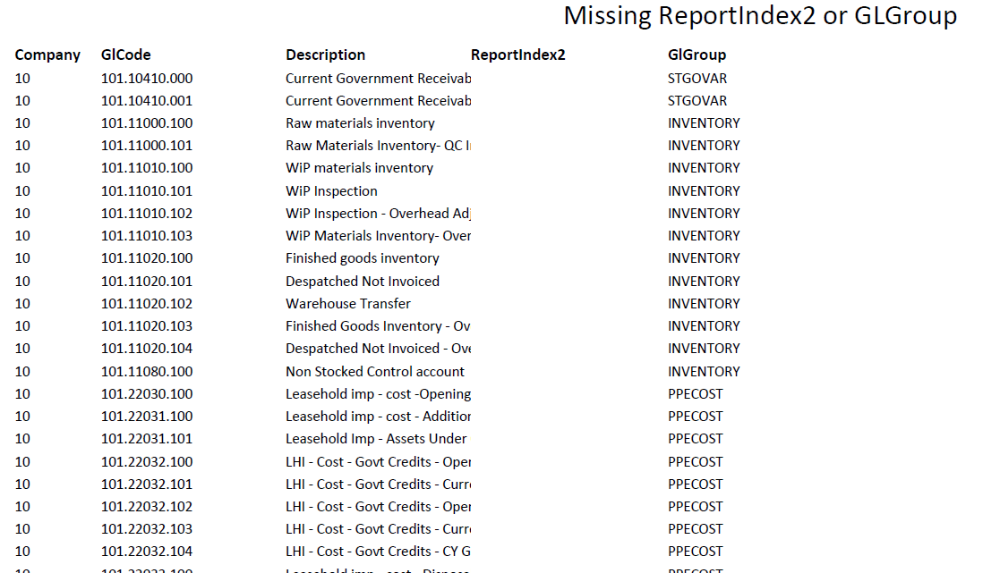 Missing ReportIndex2 or GLGroup
Company GlCode Description ReportIndex2 GlGroup
10 101.10410.000 Current Government Receivab STGOVAR
10 101.10410.001 Current Government Receivab STGOVAR
10 101.11000.100 Raw materials inventory INVENTORY
10 101.11000.101 Raw Materials Inventory- QC I INVENTORY
10 101.11010.100 WiP materials inventory INVENTORY
10 101.11010.101 WiP Inspection INVENTORY
10 101.11010.102 WiP Inspection - Overhead Adj INVENTORY
10 101.11010.103 WiP Materials Inventory- Over INVENTORY
10 101.11020.100 Finished goods inventory INVENTORY
10 101.11020.101 Despatched Not Invoiced INVENTORY
10 101.11020.102 Warehouse Transfer INVENTORY
10 101.11020.103 Finished Goods Inventory - Ov INVENTORY
10 101.11020.104 Despatched Not Invoiced - Ove INVENTORY
10 101.11080.100 Non Stocked Control account INVENTORY
10 101.22030.100 Leasehold imp - cost -Opening PPECOST
10 101.22031.100 Leasehold imp - cost - Addition PPECOST
10 101.22031.101 Leasehold Imp - Assets Under PPECOST
10 101.22032.100 LHI - Cost - Govt Credits - Oper PPECOST
10 101.22032.101 LHI - Cost - Govt Credits - Curr PPECOST
10 101.22032.102 LHI - Cost - Govt Credits - Oper PPECOST
10 101.22032.103 LHI - Cost - Govt Credits - Curr PPECOST
10 101.22032.104 LHI - Cost - Govt Credits - CY G PPECOST
10 Leasehold imp - cost - PPECOST